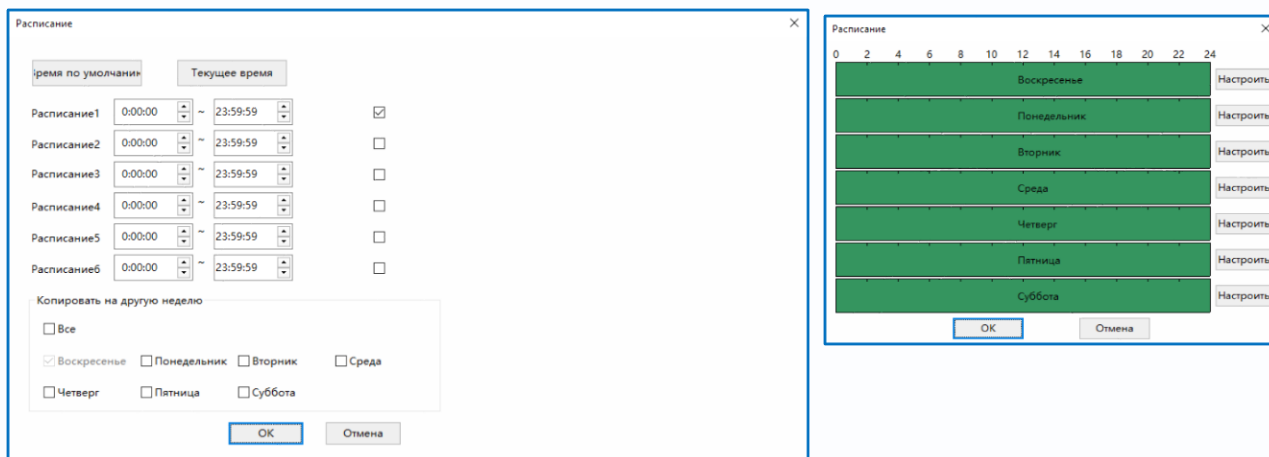 Расписание
Время по умолчани
Текущее время
Расписание1 0:00:00 ~ 23:59:59
Расписание2 0:00:00 ~ 23:59:59
Расписание3 0:00:00 ~ 23:59:59
Расписание4 0:00:00 ~ 23:59:59
Расписание5 0:00:00 ~ 23:59:59
Расписание6 0:00:00 ~ 23:59:59
Копировать на другую неделю
Все
Воскресенье Понедельник Вторник Среда
Четверг Пятница Суббота
OK Отмена
Расписание
0 2 4 6 8 10 12 14 16 18 20 22 24
Воскресенье Настроить
Понедельник Настроить
Вторник Настроить
Среда Настроить
Четверг Настроить
Пятница Настроить
Суббота Настроить
OK Отмена